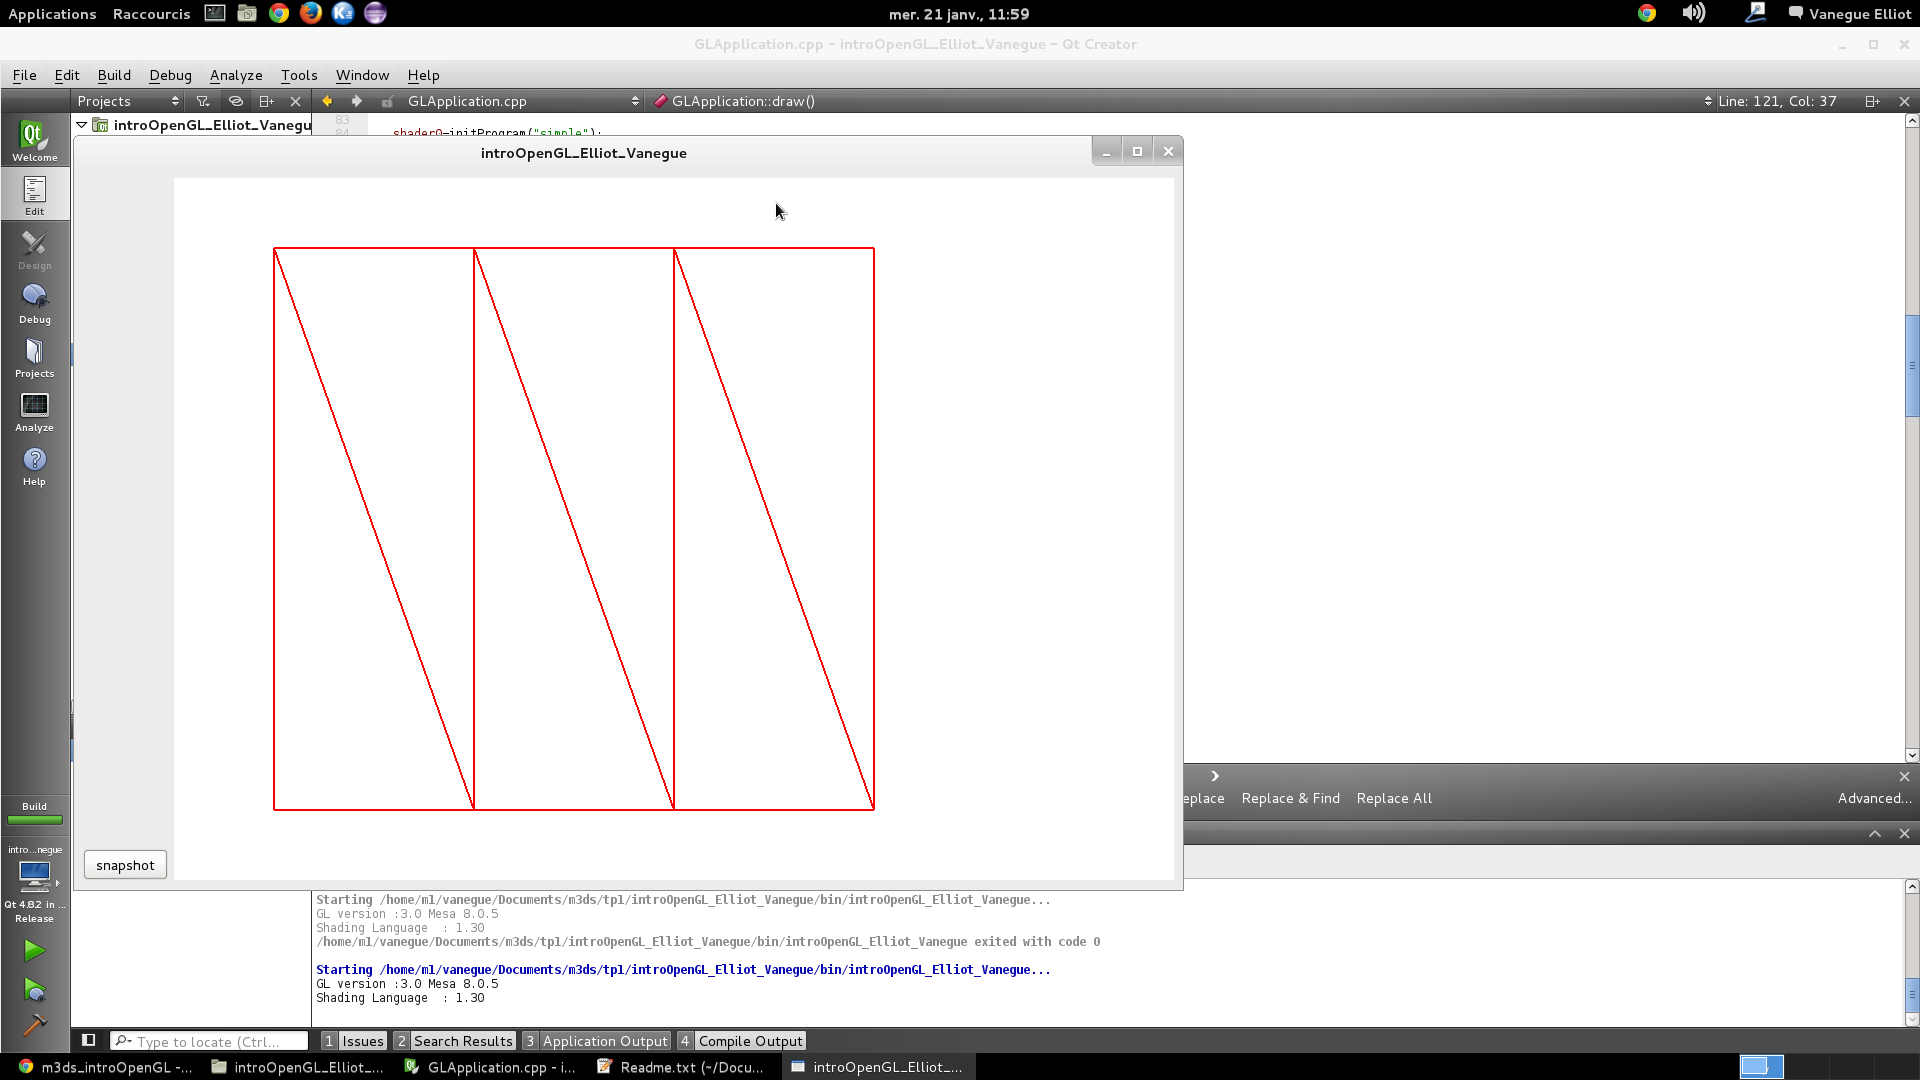 Applications Raccourcis mer. 21 janv., 11:59 Vanegue Elliot
GLApplication.cpp - introOpenGL_Elliot_Vanegue - Qt Creator
File Edit Build Debug Analyze Tools Window Help
Projects GLApplication.cpp GLApplication::draw() Line: 121, Col: 37
introOpenGL_Elliot_Vanegu
83
84 shader0=initProgram("simple");
Welcome
Edit
Design
Debug
Projects
Analyze
Help
introOpenGL_Elliot_Vanegue
snapshot
eplace Replace & Find Replace All Advanced...
Build
intro...negue
Qt 4.8.2 in ...
Release
Starting /home/m1/vanegue/Documents/m3ds/tp1/introOpenGL_Elliot_Vanegue/bin/introOpenGL_Elliot_Vanegue...
GL version :3.0 Mesa 8.0.5
Shading Language  : 1.30
/home/m1/vanegue/Documents/m3ds/tp1/introOpenGL_Elliot_Vanegue/bin/introOpenGL_Elliot_Vanegue exited with code 0
Starting /home/m1/vanegue/Documents/m3ds/tp1/introOpenGL_Elliot_Vanegue/bin/introOpenGL_Elliot_Vanegue...
GL version :3.0 Mesa 8.0.5
Shading Language  : 1.30
Type to locate (Ctrl... 1 Issues 2 Search Results 3 Application Output 4 Compile Output
m3ds_introOpenGL -... introOpenGL_Elliot_... GLApplication.cpp - i... Readme.txt (~/Docu... introOpenGL_Elliot_...